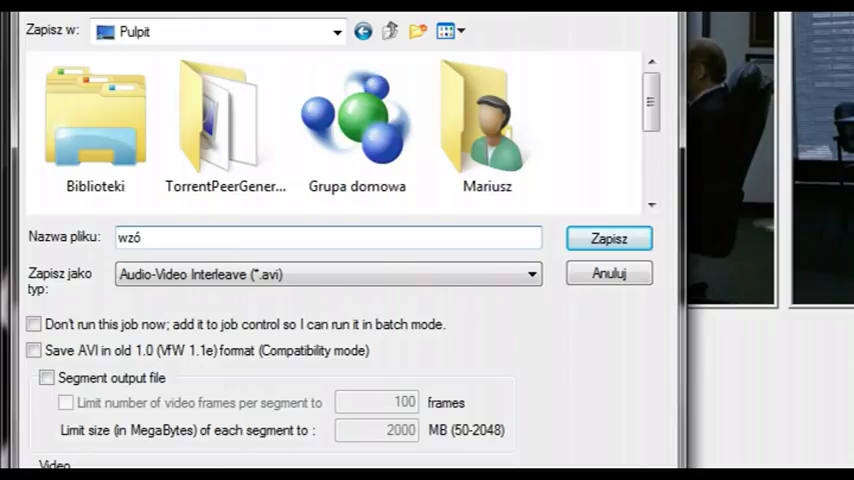 Zapisz w: Pulpit
Biblioteki TorrentPeerGener... Grupa domowa Mariusz
Nazwa pliku: wzó Zapisz
Zapisz jako typ: Audio-Video Interleave (*.avi) Anuluj
Don't run this job now; add it to job control so I can run it in batch mode.
Save AVI in old 1.0 (VfW 1.1e) format (Compatibility mode)
Segment output file
Limit number of video frames per segment to 100 frames
Limit size (in MegaBytes) of each segment to : 2000 MB (50-2048)
Video